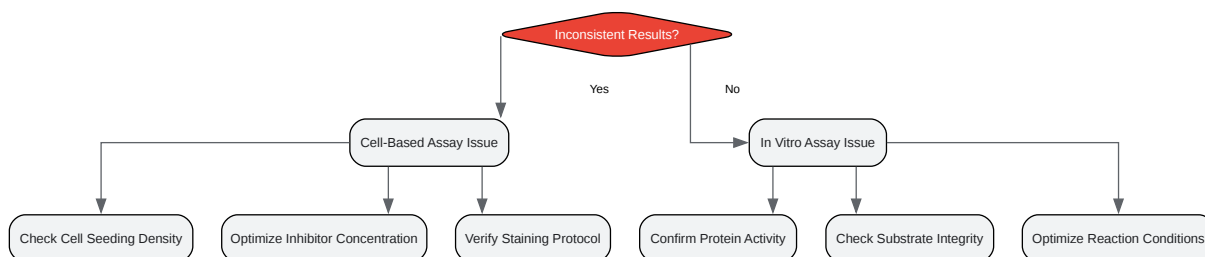 Inconsistent Results?
Yes
No
Cell-Based Assay Issue
In Vitro Assay Issue
Check Cell Seeding Density
Optimize Inhibitor Concentration
Verify Staining Protocol
Confirm Protein Activity
Check Substrate Integrity
Optimize Reaction Conditions